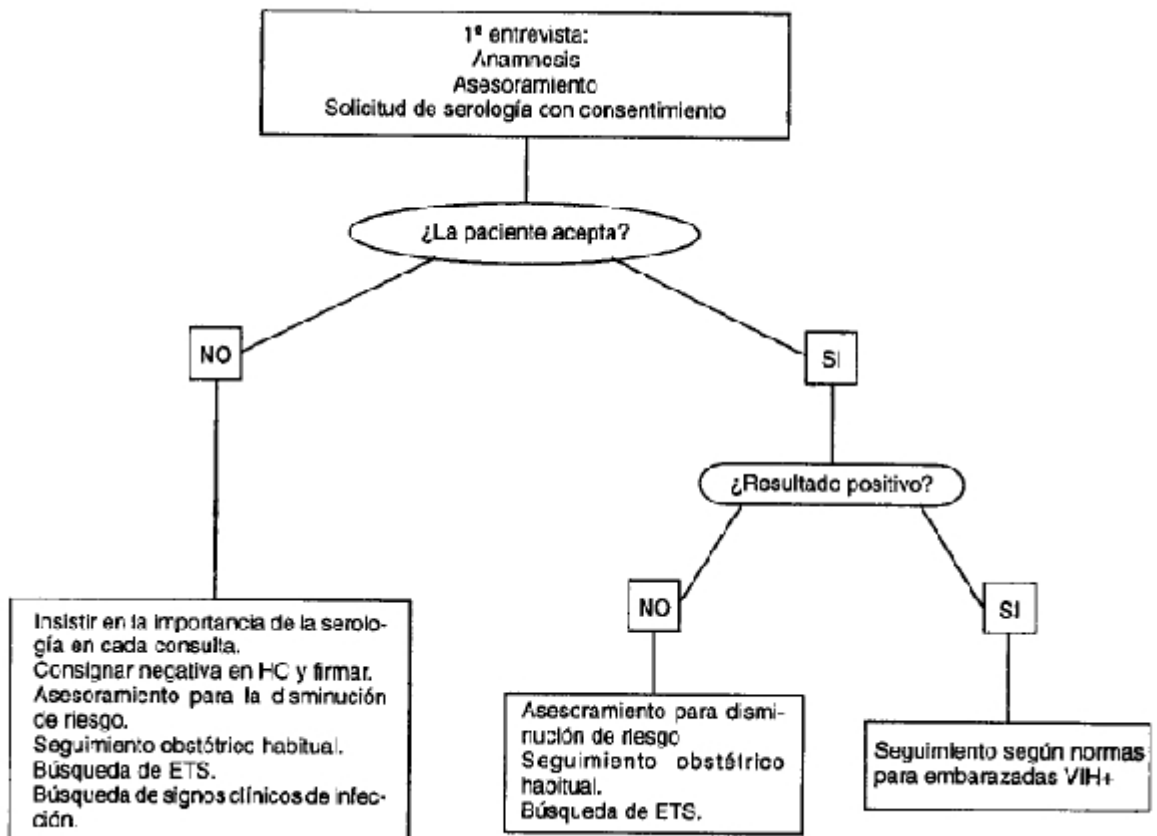 1ª entrevista:
Anamnesis
Asesoramiento
Solicitud de serología con consentimiento
¿La paciente acepta?
NO
SI
¿Resultado positivo?
NO
SI
Insistir en la importancia de la serolo-
gía en cada consulta.
Consignar negativa en HC y firmar.
Asesoramiento para la disminución
de riesgo.
Seguimiento obstétrico habitual.
Búsqueda de ETS.
Búsqueda de signos clínicos de infec-
ción.
Asesoramiento para dismi-
nución de riesgo
Seguimiento obstétrico
habitual.
Búsqueda de ETS.
Seguimiento según normas
para embarazadas VIH+